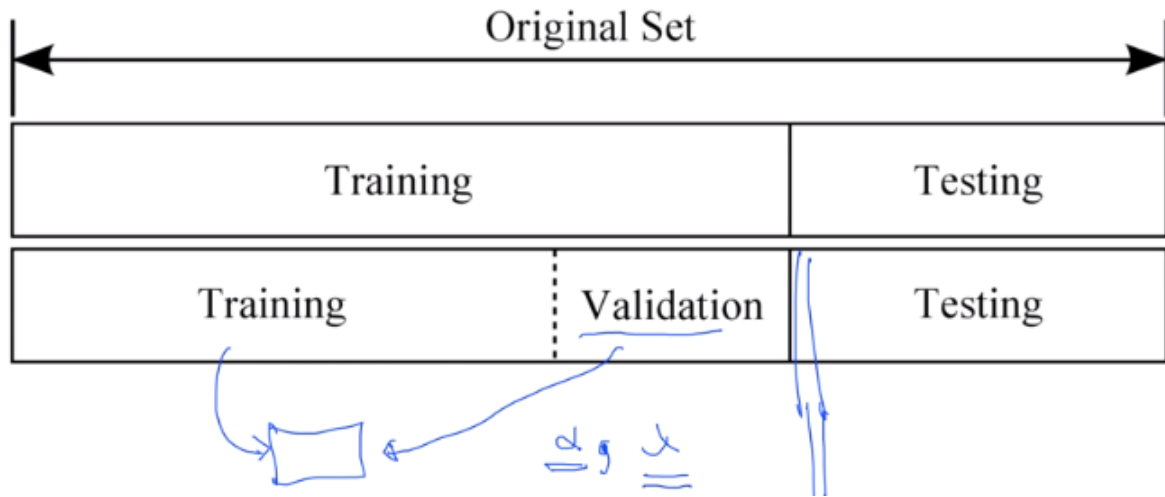 Original Set
Training Testing
Training Validation Testing
α, λ